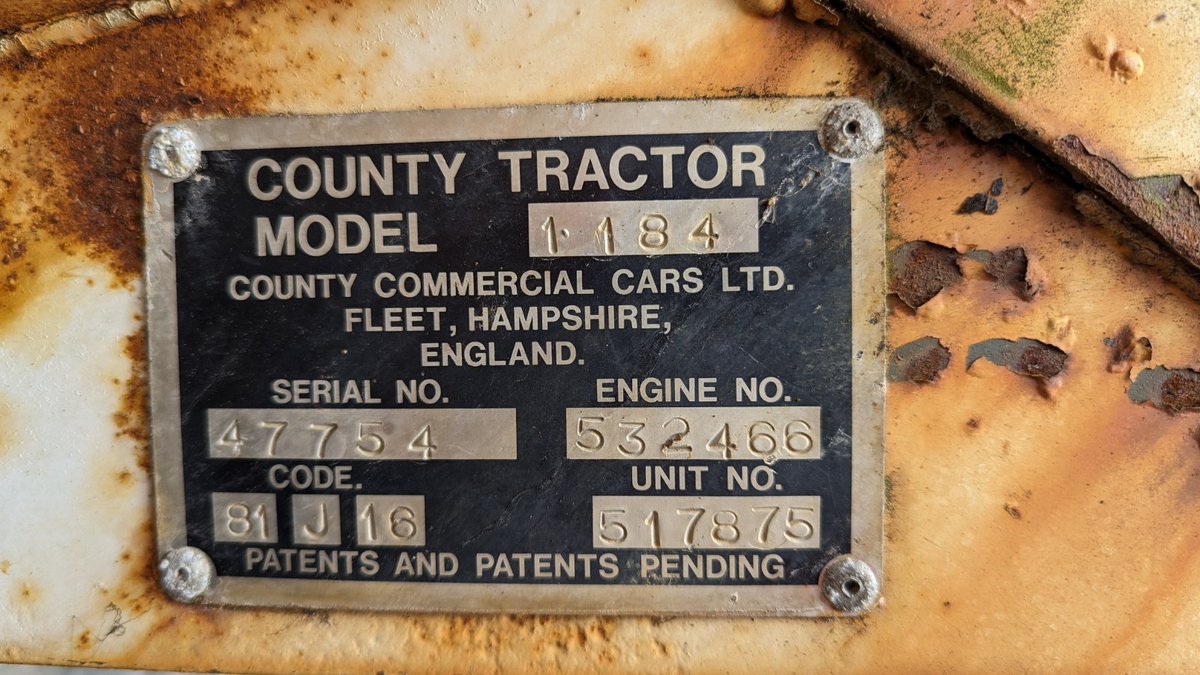 COUNTY TRACTOR
MODEL 1184
COUNTY COMMERCIAL CARS LTD.
FLEET, HAMPSHIRE,
ENGLAND.
SERIAL NO. ENGINE NO.
47754 532466
CODE. UNIT NO.
81 J 16 517875
PATENTS AND PATENTS PENDING